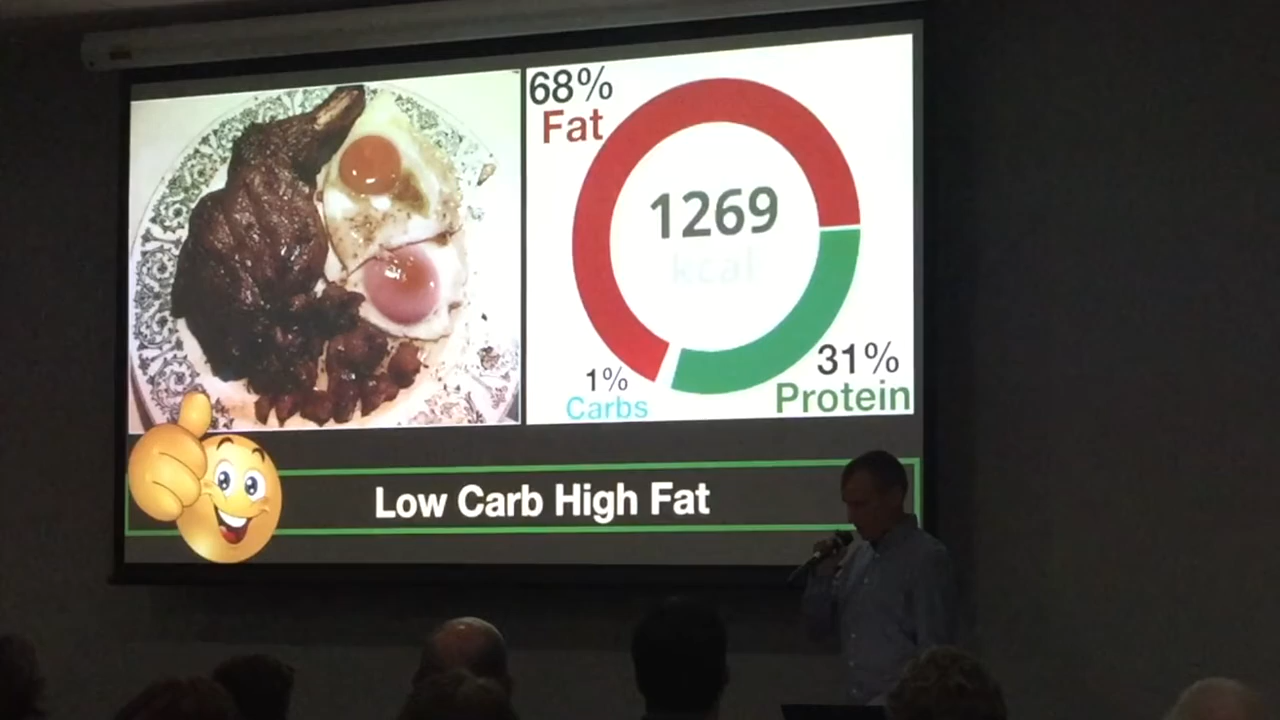 68%
Fat
1269
kcal
1%
Carbs
31%
Protein
Low Carb High Fat